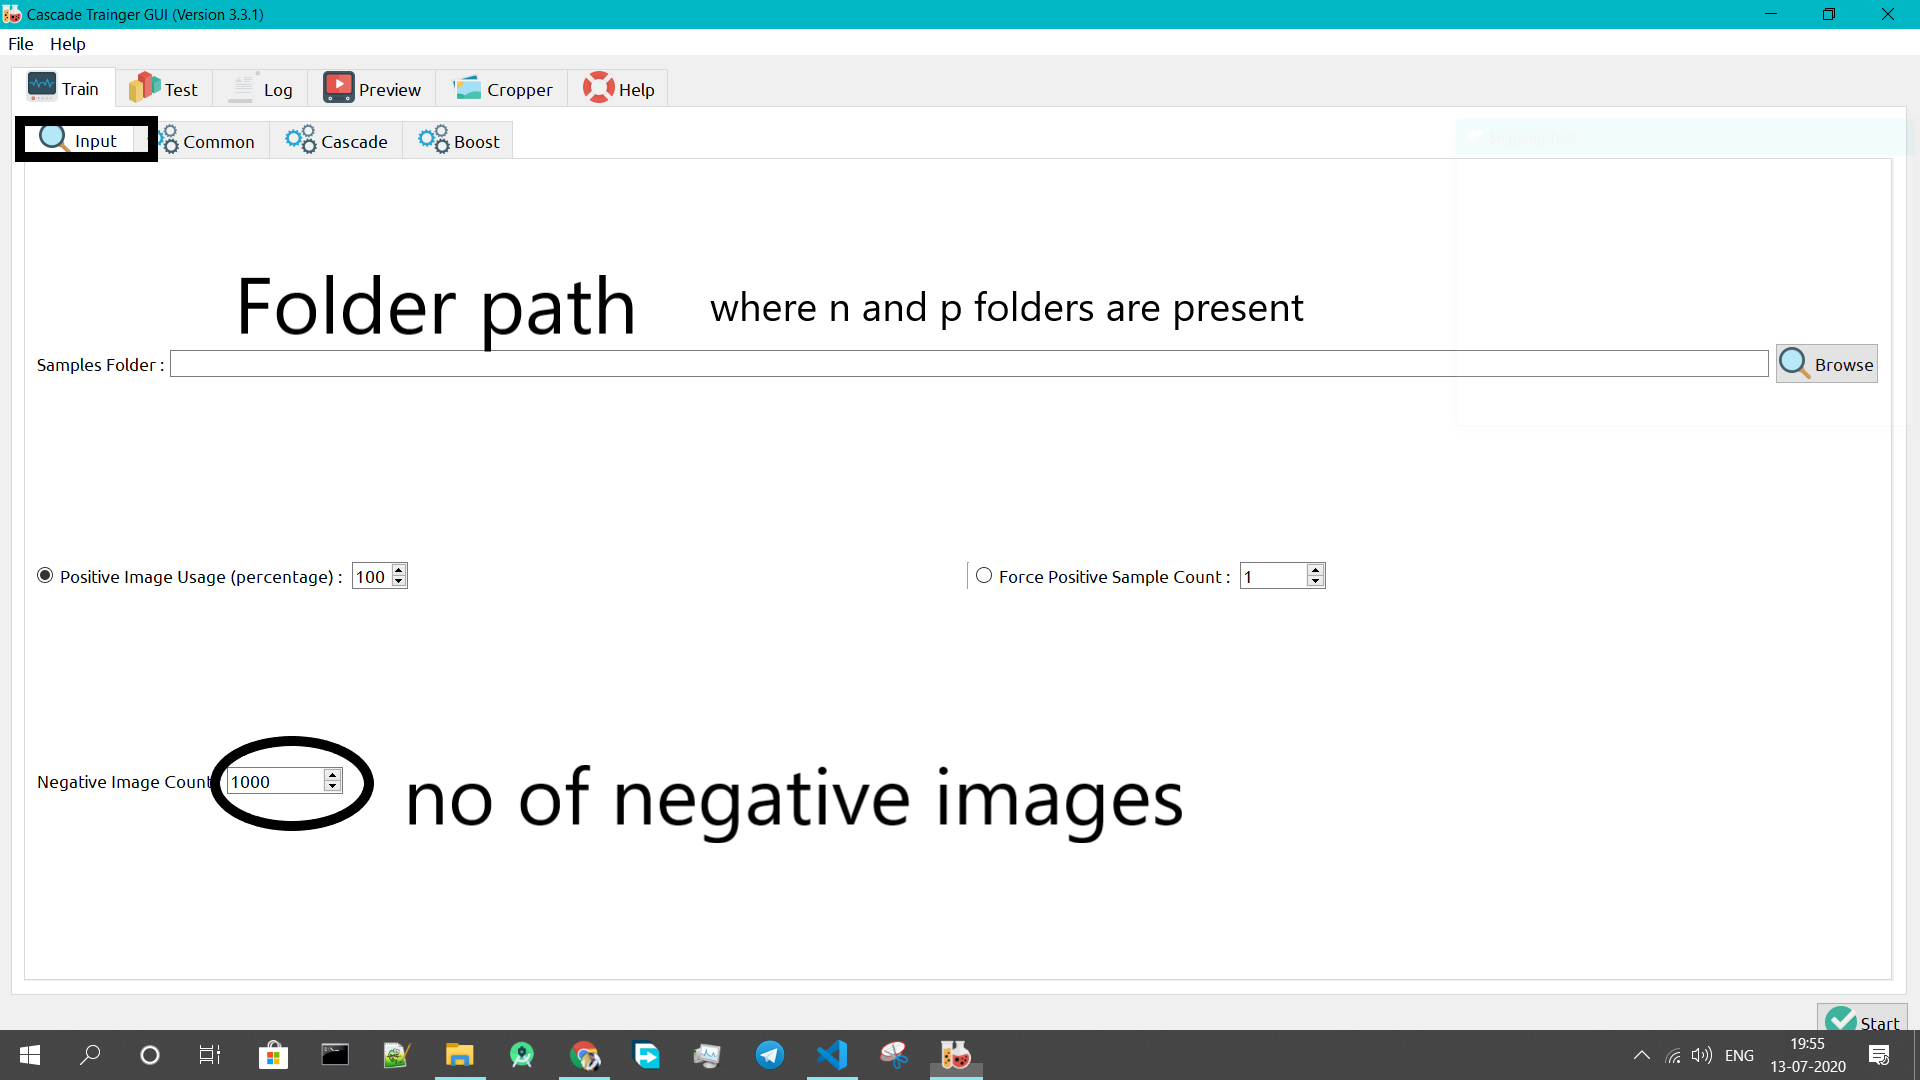 Cascade Trainger GUI (Version 3.3.1)
File Help
Train Test Log Preview Cropper Help
Input Common Cascade Boost
Folder path where n and p folders are present
Samples Folder : Browse
Positive Image Usage (percentage) : 100 Force Positive Sample Count : 1
Negative Image Count 1000 no of negative images
Start
19:55
ENG
13-07-2020